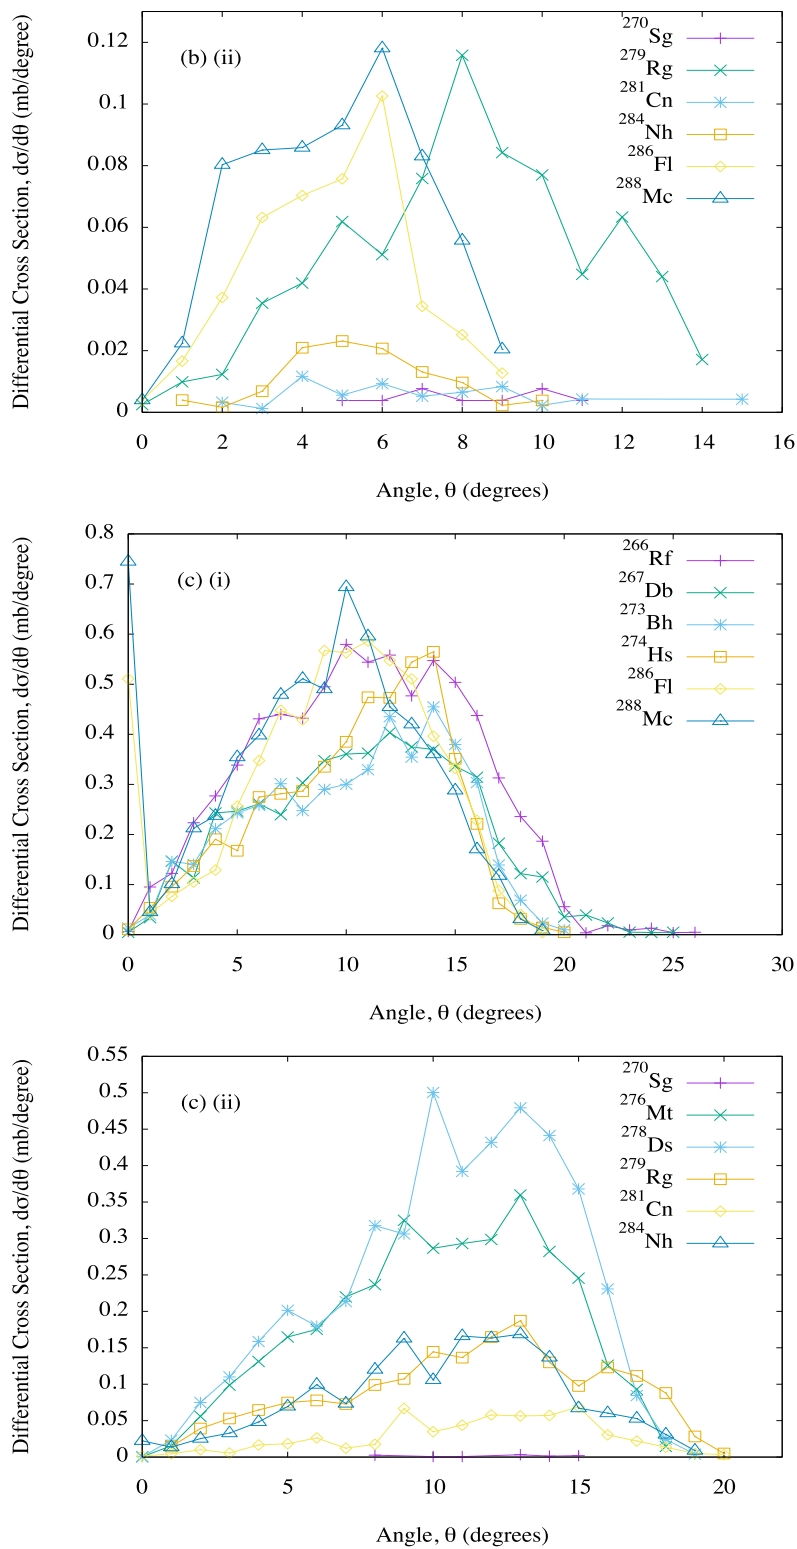 Differential Cross Section, dσ/dθ (mb/degree)
0.12
0.1
0.08
0.06
0.04
0.02
0
(b) (ii)
270Sg
279Rg
281Cn
284Nh
286Fl
288Mc
0 2 4 6 8 10 12 14 16
Angle, θ (degrees)
Differential Cross Section, dσ/dθ (mb/degree)
0.8
0.7
0.6
0.5
0.4
0.3
0.2
0.1
0
(c) (i)
266Rf
267Db
273Bh
274Hs
286Fl
288Mc
0 5 10 15 20 25 30
Angle, θ (degrees)
Differential Cross Section, dσ/dθ (mb/degree)
0.55
0.5
0.45
0.4
0.35
0.3
0.25
0.2
0.15
0.1
0.05
0
(c) (ii)
270Sg
276Mt
278Ds
279Rg
281Cn
284Nh
0 5 10 15 20
Angle, θ (degrees)